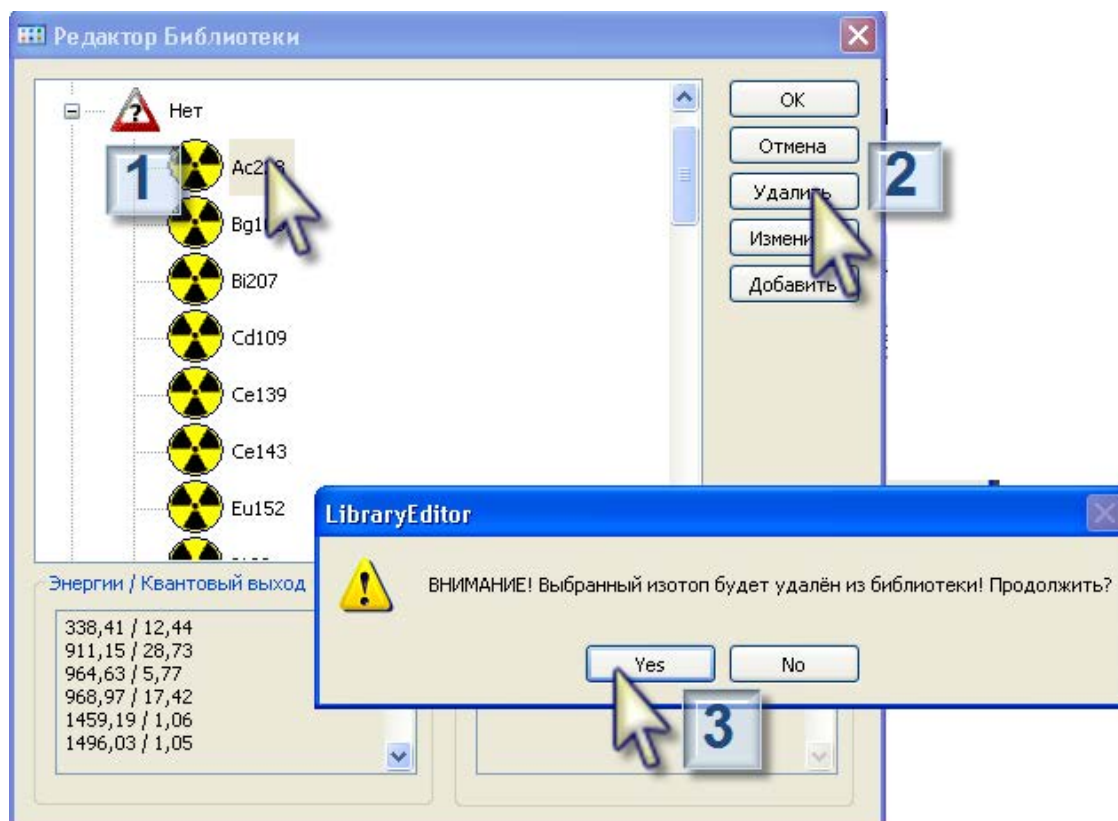 Редактор Библиотеки
Нет
1
Bi207
Cd109
Ce139
Ce143
Eu152
OK
Отмена
2
Удалить
Добавить
LibraryEditor
ВНИМАНИЕ! Выбранный изотоп будет удалён из библиотеки! Продолжить?
Yes
No
3
Энергии / Квантовый выход
338,41 / 12,44
911,15 / 28,73
964,63 / 5,77
968,97 / 17,42
1459,19 / 1,06
1496,03 / 1,05